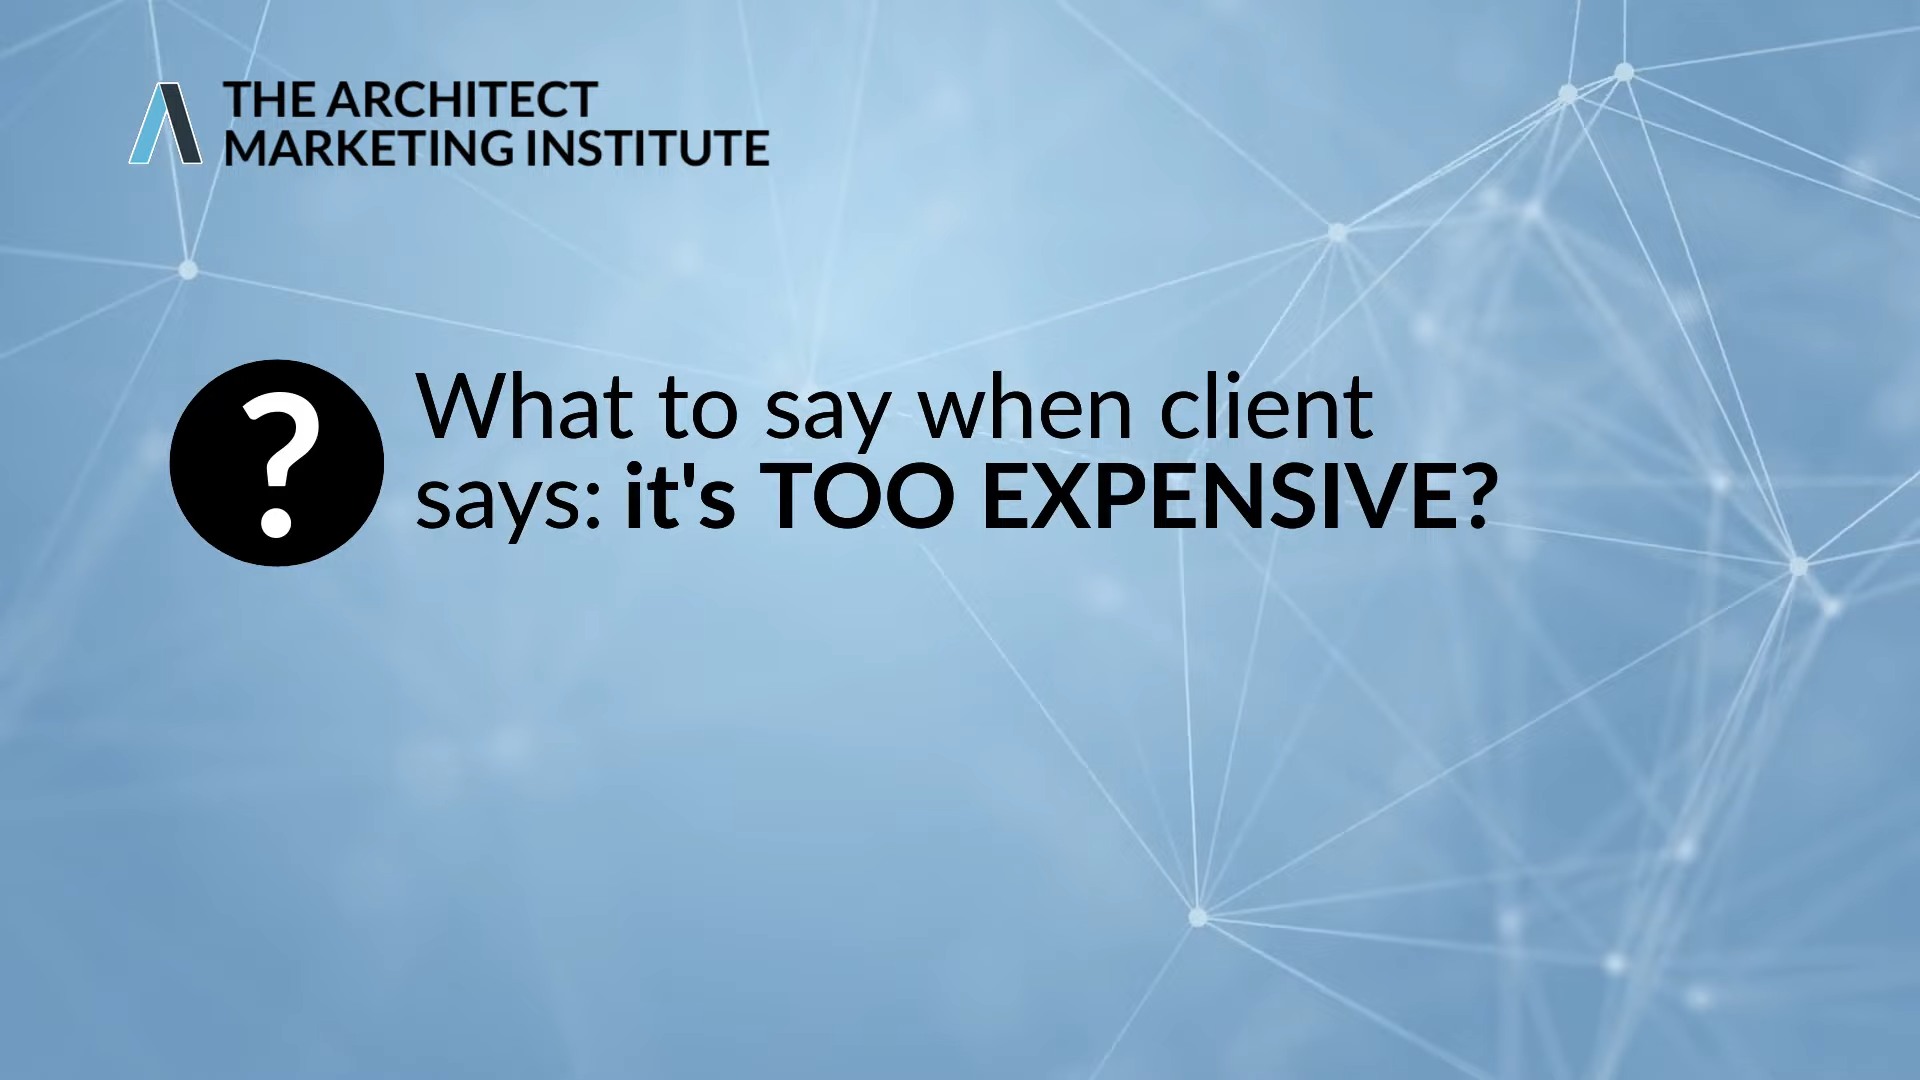 THE ARCHITECT
MARKETING INSTITUTE
?
What to say when client
says: it's TOO EXPENSIVE?